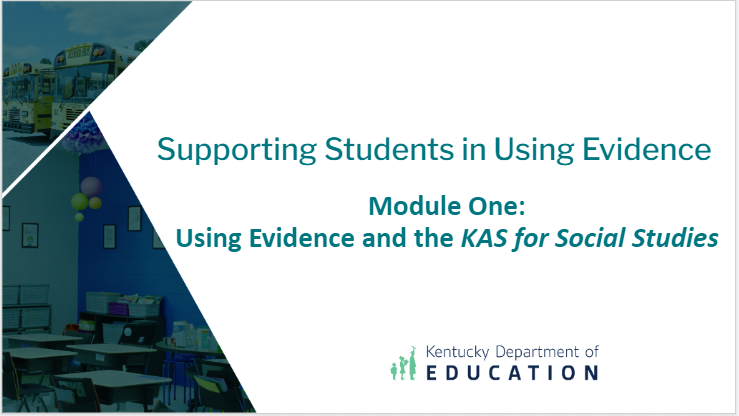 Supporting Students in Using Evidence
Module One:
Using Evidence and the KAS for Social Studies
Kentucky Department of
EDUCATION